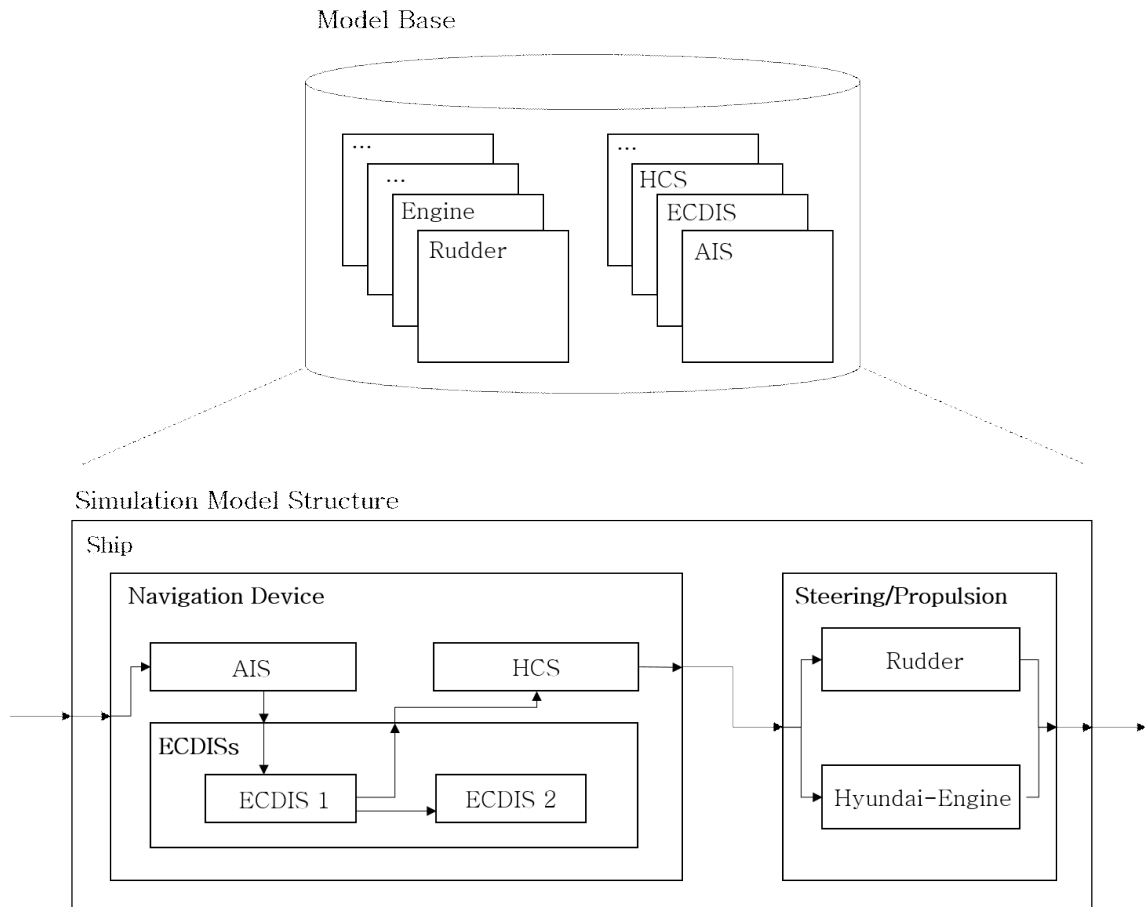 Model Base
...
...
Engine
Rudder
...
HCS
ECDIS
AIS
Simulation Model Structure
Ship
Navigation Device
AIS
HCS
ECDISs
ECDIS 1
ECDIS 2
Steering/Propulsion
Rudder
Hyundai-Engine